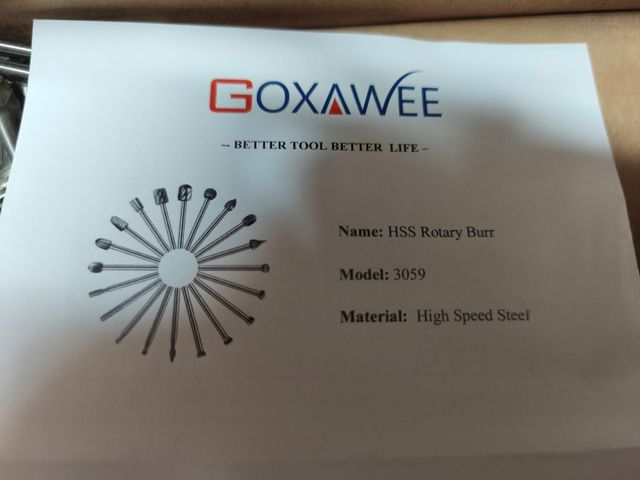 GOXAWEE
-- BETTER TOOL BETTER LIFE –
Name: HSS Rotary Burr
Model: 3059
Material: High Speed Steel